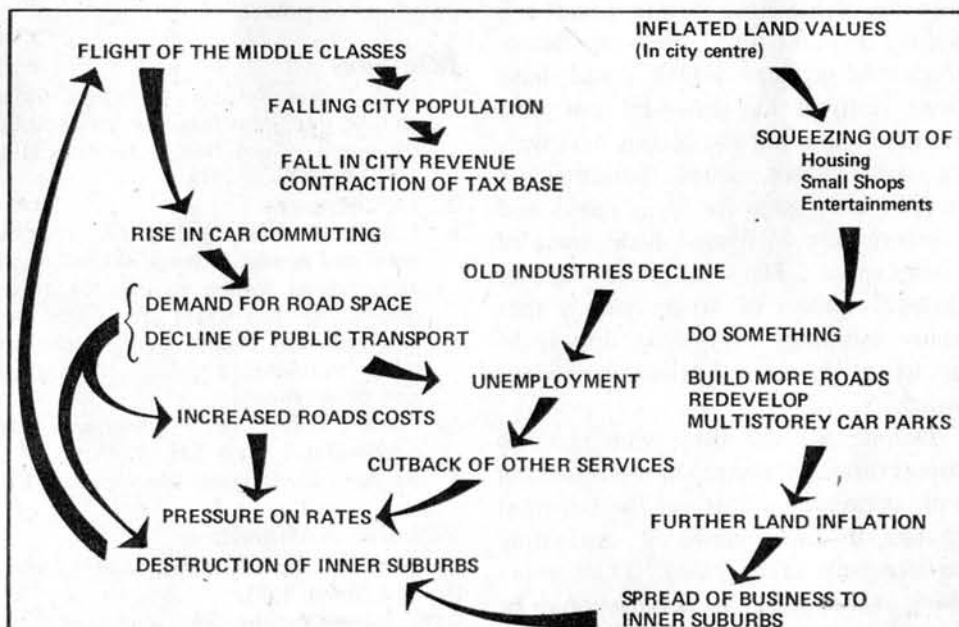 FLIGHT OF THE MIDDLE CLASSES
FALLING CITY POPULATION
FALL IN CITY REVENUE
CONTRACTION OF TAX BASE
RISE IN CAR COMMUTING
DEMAND FOR ROAD SPACE
DECLINE OF PUBLIC TRANSPORT
INCREASED ROADS COSTS
OLD INDUSTRIES DECLINE
UNEMPLOYMENT
CUTBACK OF OTHER SERVICES
PRESSURE ON RATES
DESTRUCTION OF INNER SUBURBS
INFLATED LAND VALUES
(In city centre)
SQUEEZING OUT OF
Housing
Small Shops
Entertainments
DO SOMETHING
BUILD MORE ROADS
REDEVELOP
MULTISTOREY CAR PARKS
FURTHER LAND INFLATION
SPREAD OF BUSINESS TO
INNER SUBURBS